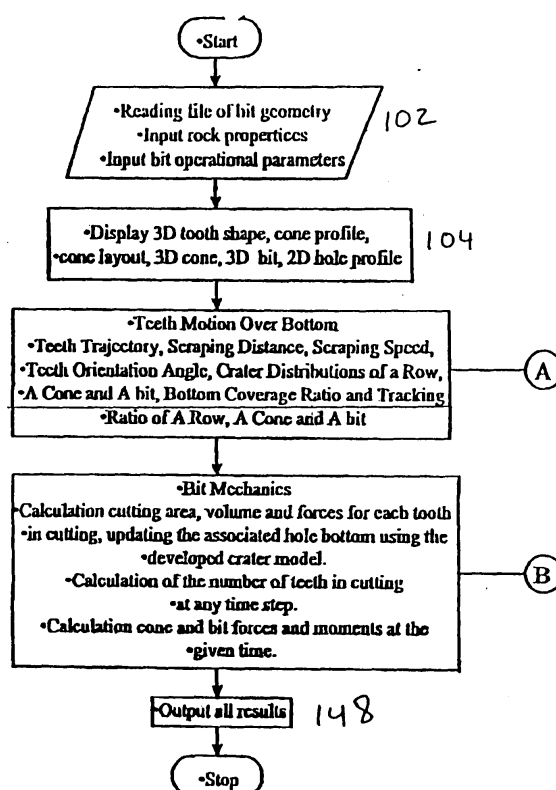 •Start
•Reading file of bit geometry
•Input rock properties
•Input bit operational parameters
102
•Display 3D tooth shape, cone profile,
•cone layout, 3D cone, 3D bit, 2D hole profile
104
•Teeth Motion Over Bottom
•Teeth Trajectory, Scraping Distance, Scraping Speed,
•Teeth Orientation Angle, Crater Distributions of a Row,
•A Cone and A bit, Bottom Coverage Ratio and Tracking
•Ratio of A Row, A Cone and A bit
A
•Bit Mechanics
•Calculation cutting area, volume and forces for each tooth
•in cutting, updating the associated hole bottom using the
•developed crater model.
•Calculation of the number of teeth in cutting
•at any time step.
•Calculation cone and bit forces and moments at the
•given time.
B
•Output all results
148
•Stop